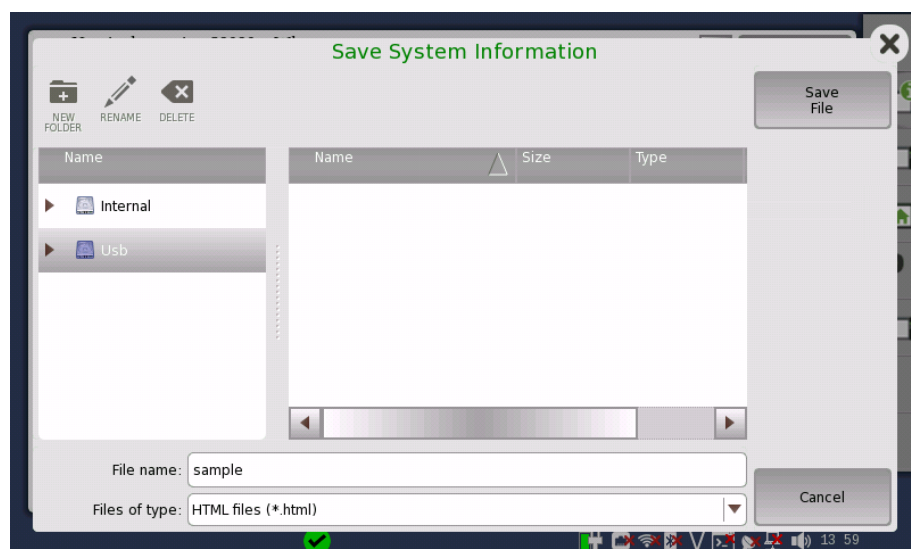 Save System Information
NEW FOLDER
RENAME
DELETE
Save
File
Name
Name
Size
Type
Internal
Usb
File name: sample
Files of type: HTML files (*.html)
Cancel
13 59